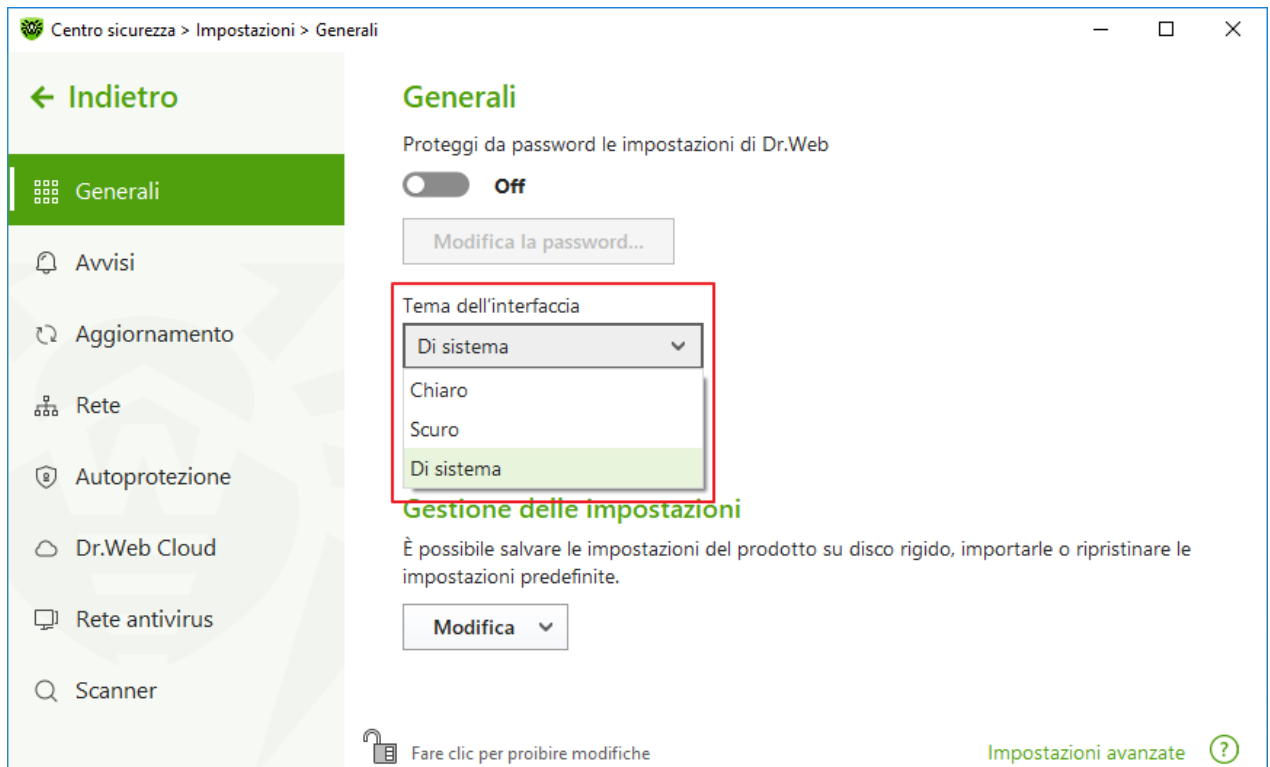 Centro sicurezza > Impostazioni > Generali
Indietro
Generali
Avvisi
Aggiornamento
Rete
Autoprotezione
Dr.Web Cloud
Rete antivirus
Scanner
Generali
Proteggi da password le impostazioni di Dr.Web
Off
Modifica la password...
Tema dell'interfaccia
Di sistema
Chiaro
Scuro
Di sistema
Gestione delle impostazioni
È possibile salvare le impostazioni del prodotto su disco rigido, importarle o ripristinare le
impostazioni predefinite.
Modifica
Fare clic per proibire modifiche
Impostazioni avanzate ?